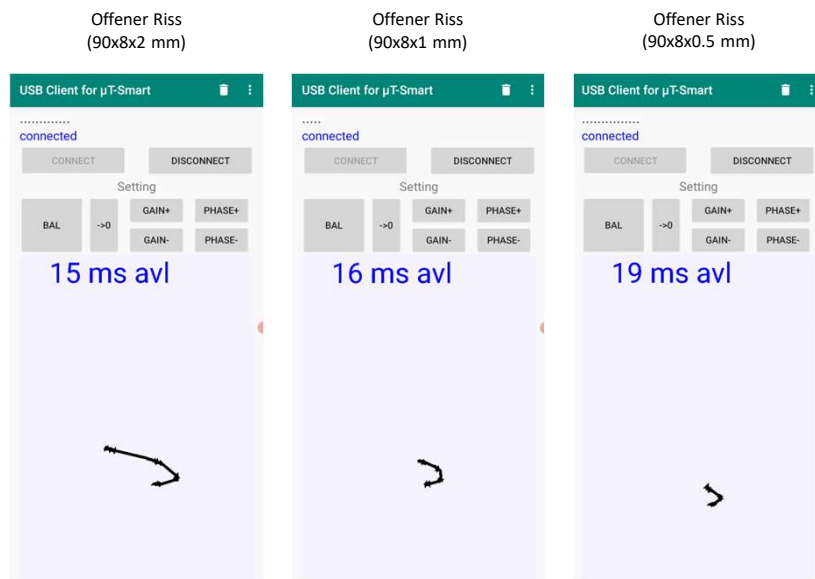 Offener Riss
(90x8x2 mm)
USB Client for µT-Smart
.............
connected
CONNECT DISCONNECT
Setting
BAL ->0 GAIN+ PHASE+
GAIN- PHASE-
15 ms avl
Offener Riss
(90x8x1 mm)
USB Client for µT-Smart
.....
connected
CONNECT DISCONNECT
Setting
BAL ->0 GAIN+ PHASE+
GAIN- PHASE-
16 ms avl
Offener Riss
(90x8x0.5 mm)
USB Client for µT-Smart
...............
connected
CONNECT DISCONNECT
Setting
BAL ->0 GAIN+ PHASE+
GAIN- PHASE-
19 ms avl